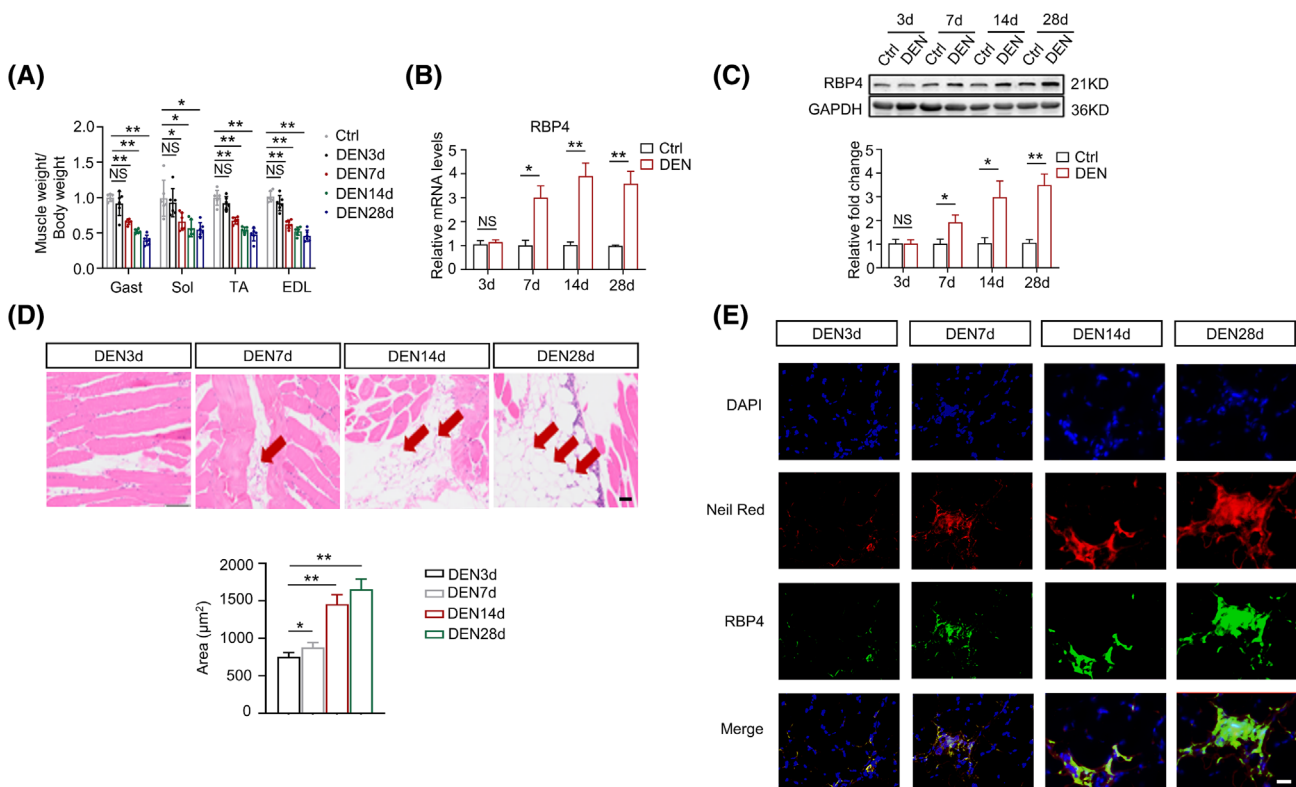 (A)
Muscle weight/
Body weight
2.0
1.5
1.0
0.5
0.0
NS
**
**
**
NS
*
*
*
NS
**
**
**
NS
**
**
**
Gast Sol TA EDL
Ctrl
DEN3d
DEN7d
DEN14d
DEN28d
(B)
RBP4
Relative mRNA levels
5
4
3
2
1
0
NS
*
**
**
3d 7d 14d 28d
Ctrl
DEN
(C)
3d 7d 14d 28d
Ctrl DEN Ctrl DEN Ctrl DEN Ctrl DEN
RBP4 21KD
GAPDH 36KD
Relative fold change
5
4
3
2
1
0
NS
*
*
**
3d 7d 14d 28d
Ctrl
DEN
(D)
DEN3d DEN7d DEN14d DEN28d
Area (µm²)
2000
1500
1000
500
0
*
**
**
DEN3d
DEN7d
DEN14d
DEN28d
(E)
DEN3d DEN7d DEN14d DEN28d
DAPI
Neil Red
RBP4
Merge